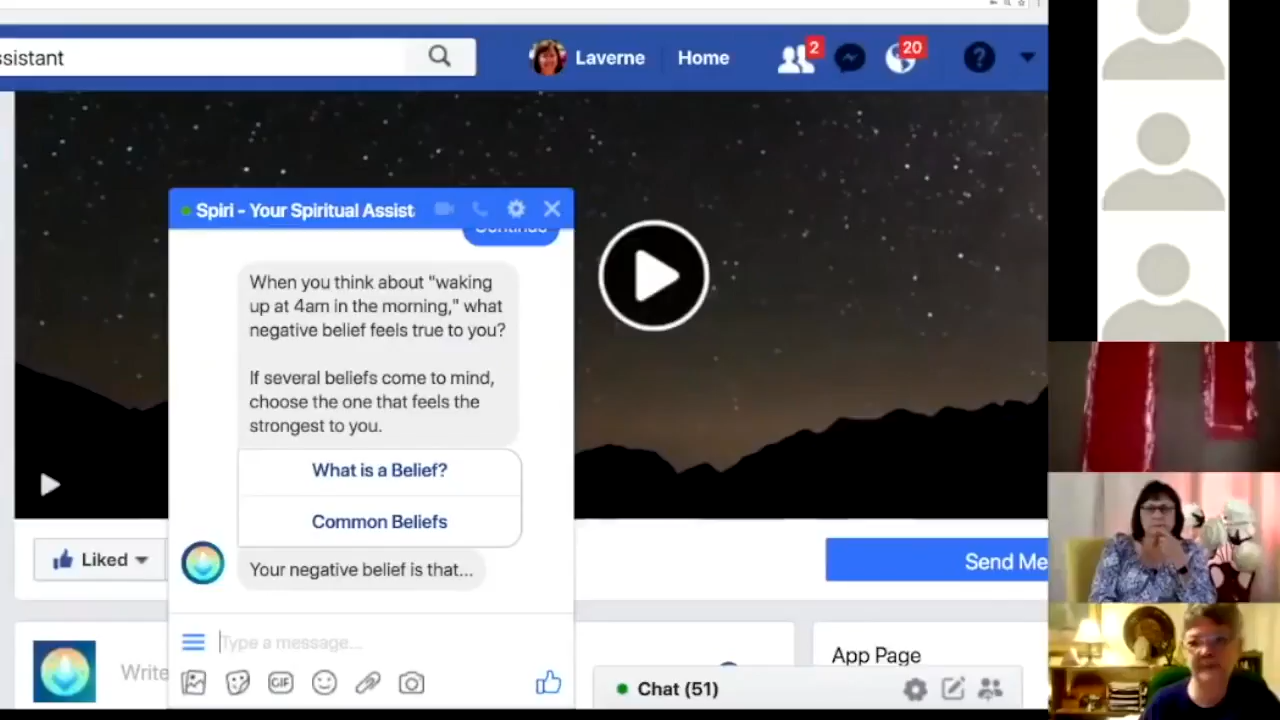 ssistant
Laverne
Home
2
20
Spiri - Your Spiritual Assist
Continue
When you think about "waking
up at 4am in the morning," what
negative belief feels true to you?
If several beliefs come to mind,
choose the one that feels the
strongest to you.
What is a Belief?
Common Beliefs
Your negative belief is that...
Type a message...
GIF
Liked
Send Me
Write
App Page
Chat (51)